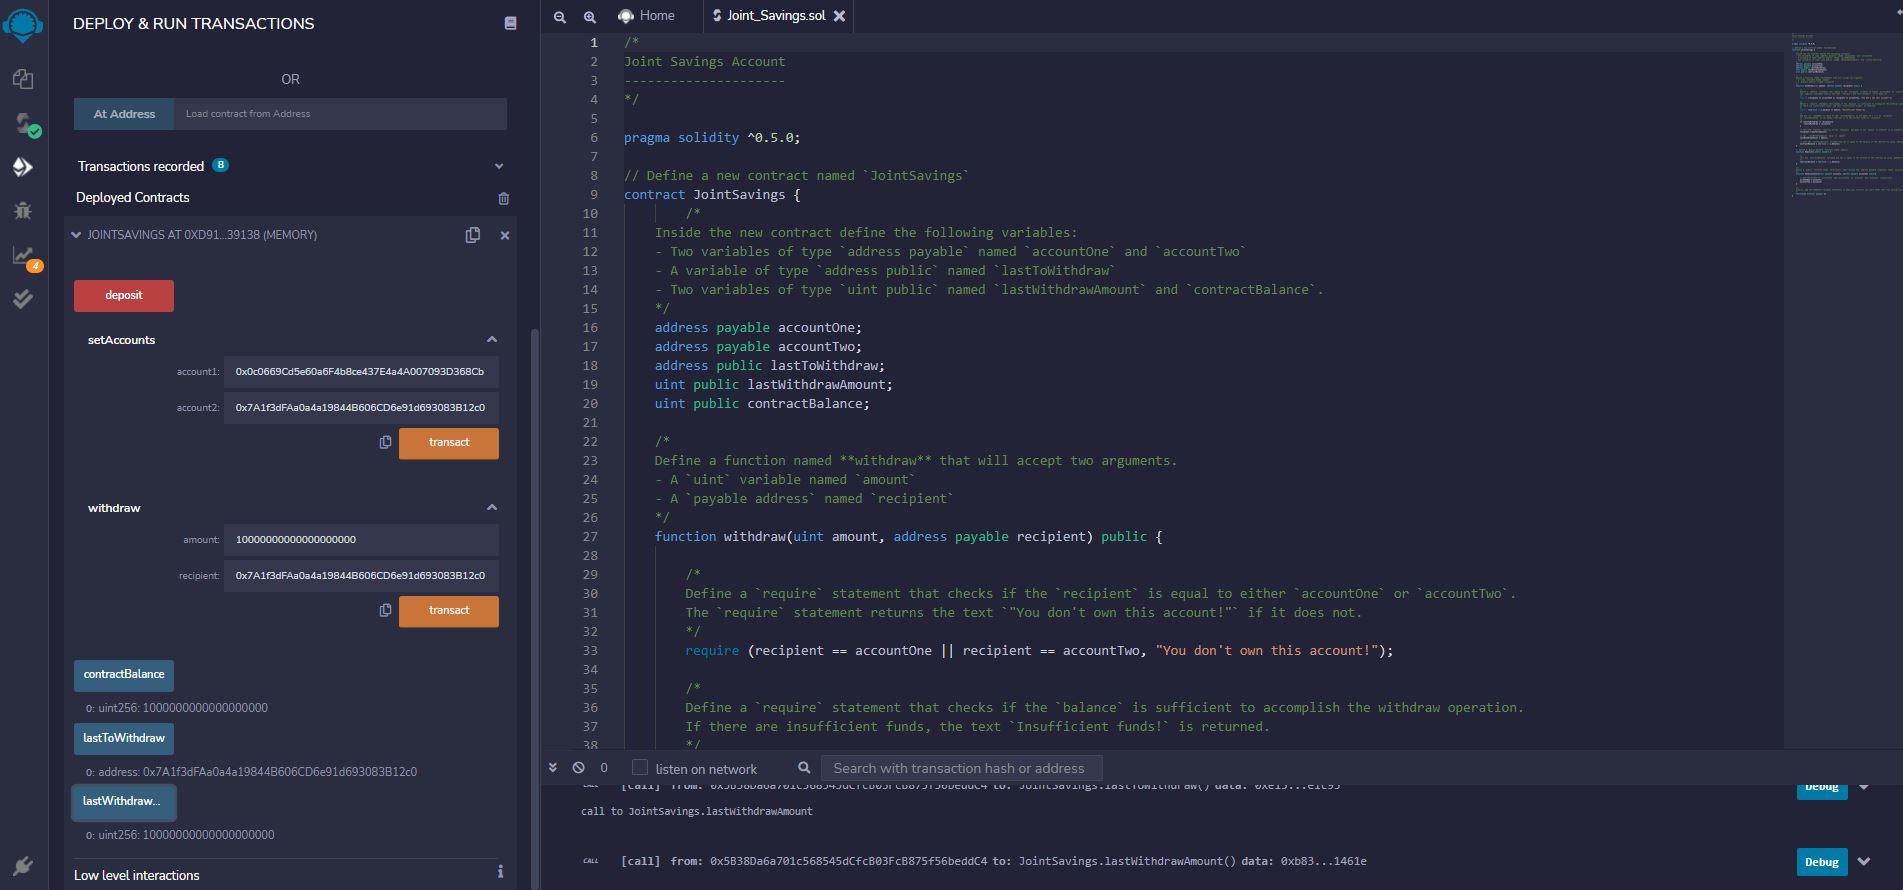 DEPLOY & RUN TRANSACTIONS
OR
At Address
Load contract from Address
Transactions recorded 8
Deployed Contracts
JOINTSAVINGS AT 0XD91...39138 (MEMORY)
4
deposit
setAccounts
account1: 0x0c0669Cd5e60a6F4b8ce437E4a4A007093D368Cb
account2: 0x7A1f3dFAa0a4a19844B606CD6e91d693083B12c0
transact
withdraw
amount: 10000000000000000000
recipient: 0x7A1f3dFAa0a4a19844B606CD6e91d693083B12c0
transact
contractBalance
0: uint256: 1000000000000000000
lastToWithdraw
0: address: 0x7A1f3dFAa0a4a19844B606CD6e91d693083B12c0
lastWithdraw...
0: uint256: 10000000000000000000
Low level interactions
Home
Joint_Savings.sol
1 /*
2 Joint Savings Account
3 ---------------------
4 */
5
6 pragma solidity ^0.5.0;
7
8 // Define a new contract named `JointSavings`
9 contract JointSavings {
10 /*
11 Inside the new contract define the following variables:
12 - Two variables of type `address payable` named `accountOne` and `accountTwo`
13 - A variable of type `address public` named `lastToWithdraw`
14 - Two variables of type `uint public` named `lastWithdrawAmount` and `contractBalance`.
15 */
16 address payable accountOne;
17 address payable accountTwo;
18 address public lastToWithdraw;
19 uint public lastWithdrawAmount;
20 uint public contractBalance;
21
22 /*
23 Define a function named **withdraw** that will accept two arguments.
24 - A `uint` variable named `amount`
25 - A `payable address` named `recipient`
26 */
27 function withdraw(uint amount, address payable recipient) public {
28
29 /*
30 Define a `require` statement that checks if the `recipient` is equal to either `accountOne` or `accountTwo`.
31 The `require` statement returns the text `"You don't own this account!"` if it does not.
32 */
33 require (recipient == accountOne || recipient == accountTwo, "You don't own this account!");
34
35 /*
36 Define a `require` statement that checks if the `balance` is sufficient to accomplish the withdraw operation.
37 If there are insufficient funds, the text `Insufficient funds!` is returned.
38 */
0
listen on network
Search with transaction hash or address
CALL [call] from: 0x5B38Da6a701c568545dCfcB03FcB875f56beddC4 to: JointSavings.lastToWithdraw() data: 0xe15...e1c95
Debug
call to JointSavings.lastWithdrawAmount
CALL [call] from: 0x5B38Da6a701c568545dCfcB03FcB875f56beddC4 to: JointSavings.lastWithdrawAmount() data: 0xb83...1461e
Debug